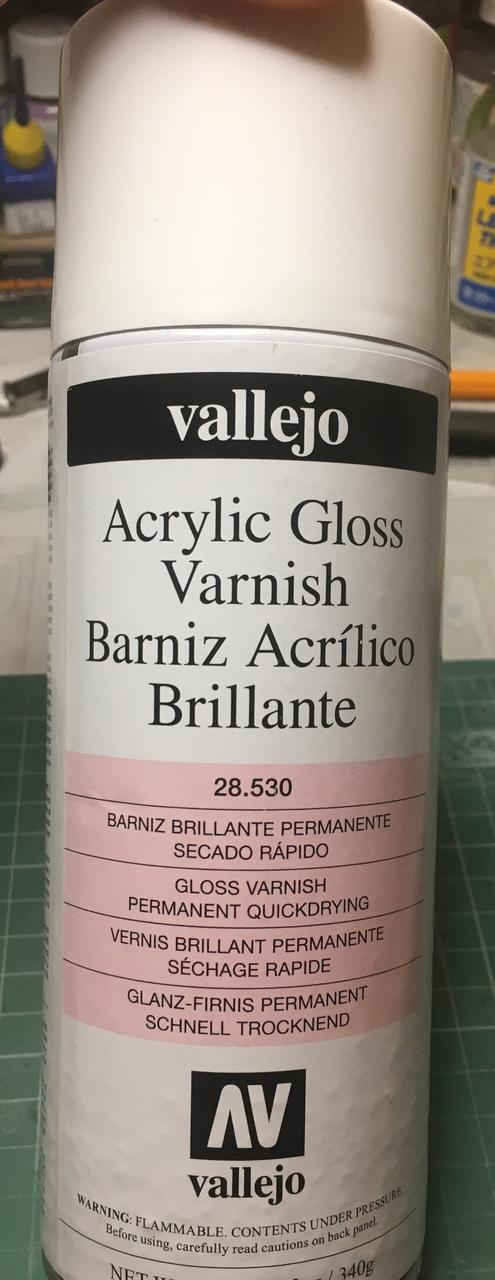 vallejo
Acrylic Gloss
Varnish
Barniz Acrílico
Brillante
28.530
BARNIZ BRILLANTE PERMANENTE
SECADO RÁPIDO
GLOSS VARNISH
PERMANENT QUICKDRYING
VERNIS BRILLANT PERMANENTE
SÉCHAGE RAPIDE
GLANZ-FIRNIS PERMANENT
SCHNELL TROCKNEND
AV
vallejo
WARNING: FLAMMABLE. CONTENTS UNDER PRESSURE.
Before using, carefully read cautions on back panel.
NET / 340g